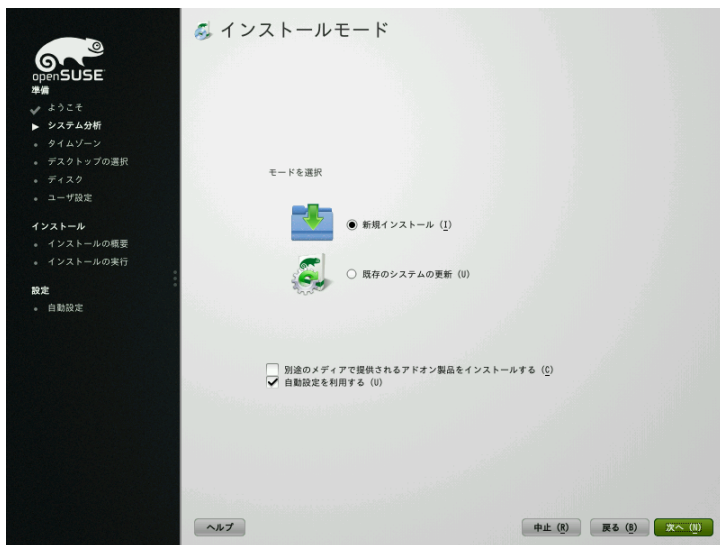 openSUSE
準備
ようこそ
システム分析
タイムゾーン
デスクトップの選択
ディスク
ユーザ設定
インストール
インストールの概要
インストールの実行
設定
自動設定
インストールモード
モードを選択
新規インストール (I)
既存のシステムの更新 (U)
別途のメディアで提供されるアドオン製品をインストールする (C)
自動設定を利用する (U)
ヘルプ
中止 (R)
戻る (B)
次へ (N)